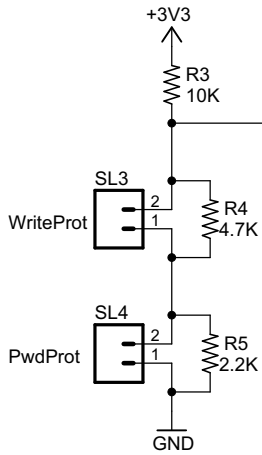 +3V3
R3
10K
SL3
2
1
WriteProt
R4
4.7K
SL4
2
1
PwdProt
R5
2.2K
GND